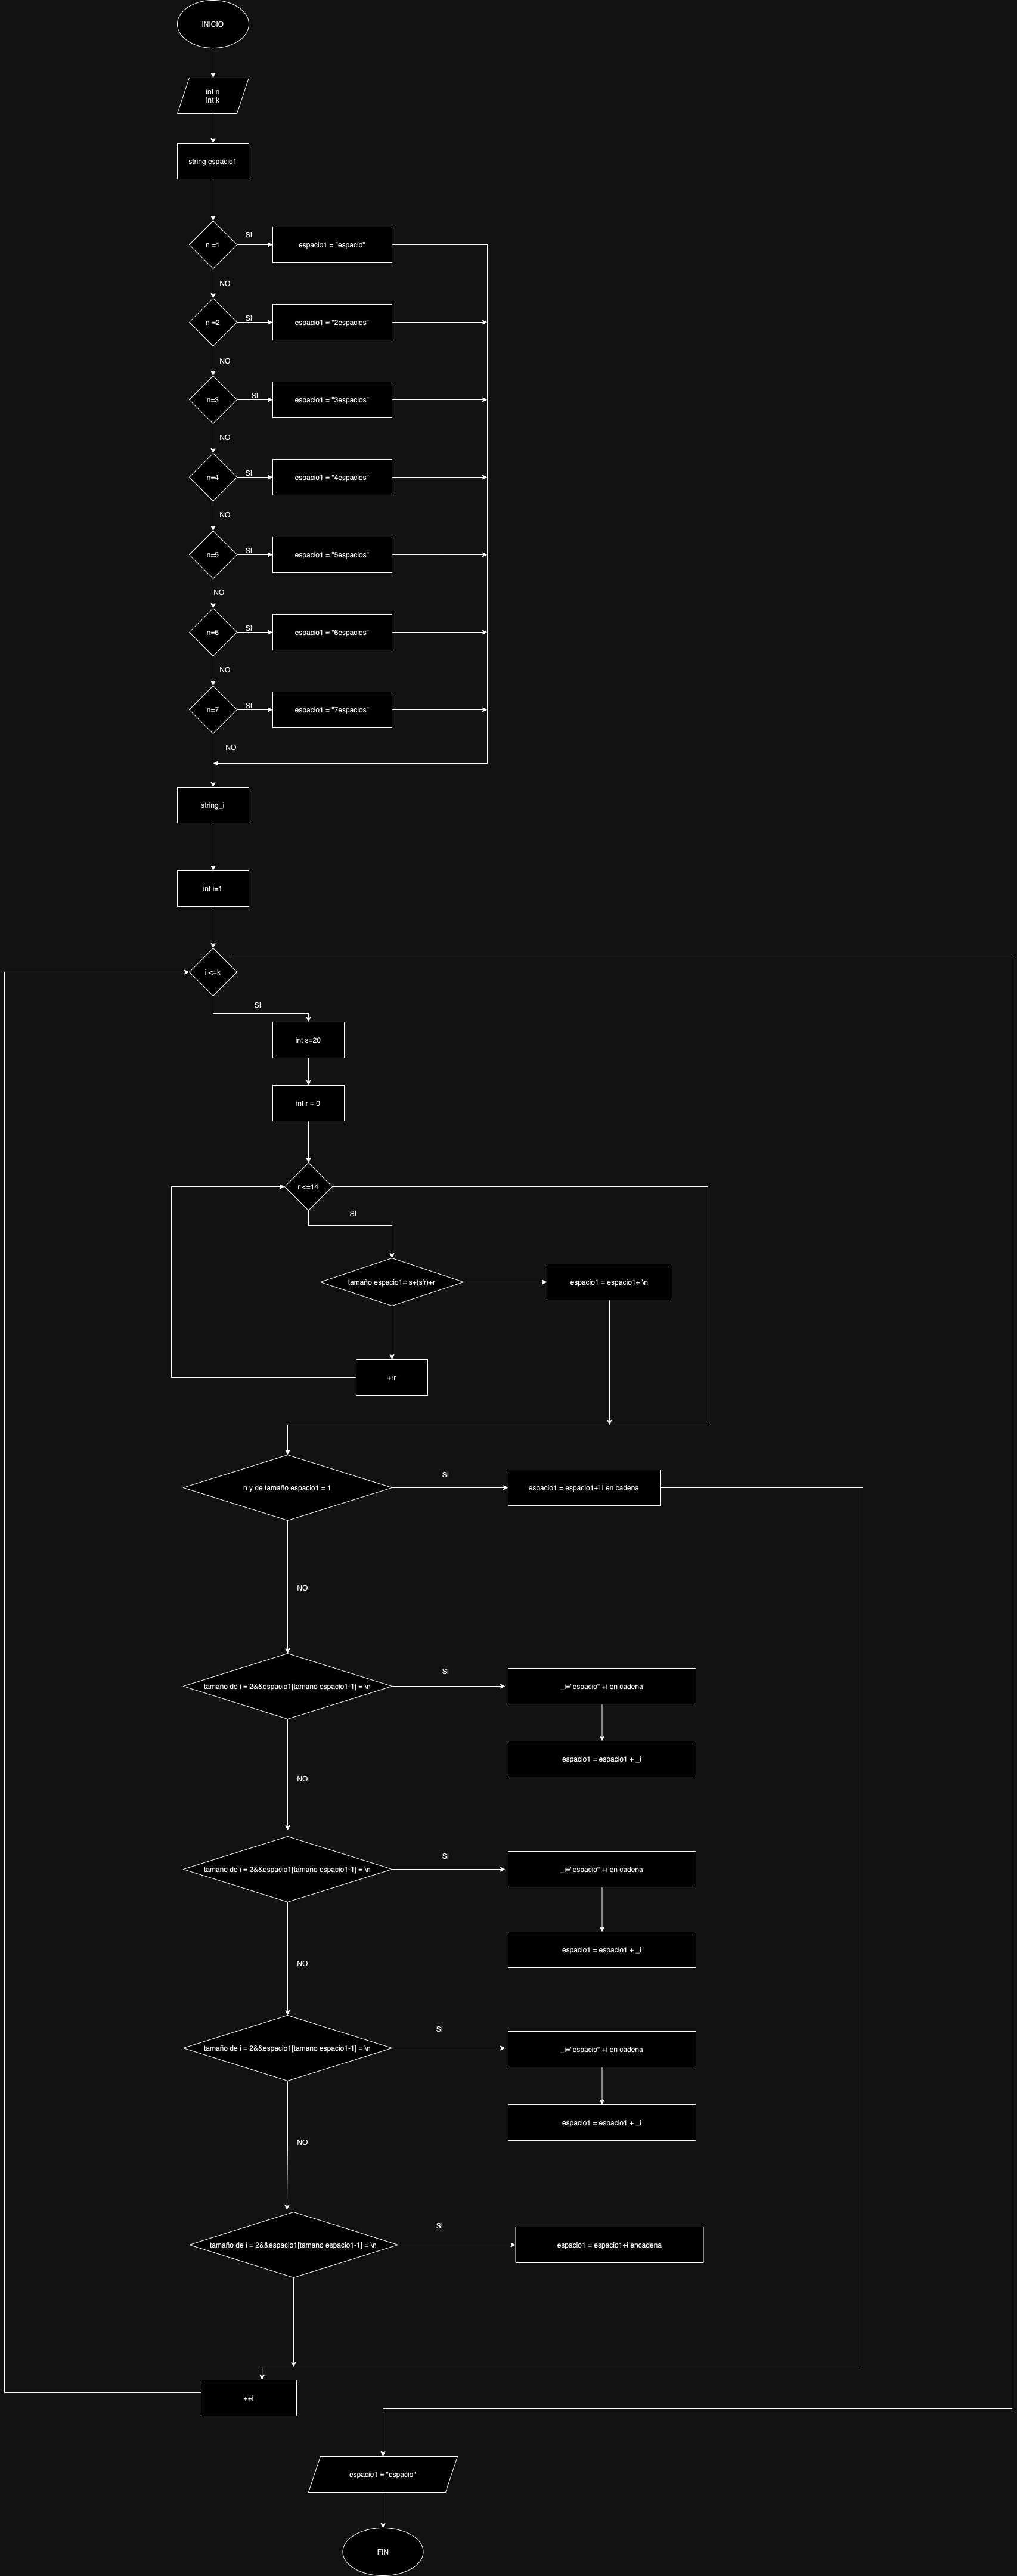 INICIO
int n
int k
string espacio1
n =1
SI
espacio1 = "espacio"
NO
n =2
SI
espacio1 = "2espacios"
NO
n=3
SI
espacio1 = "3espacios"
NO
n=4
SI
espacio1 = "4espacios"
NO
n=5
SI
espacio1 = "5espacios"
NO
n=6
SI
espacio1 = "6espacios"
NO
n=7
SI
espacio1 = "7espacios"
NO
string_i
int i=1
i <=k
SI
int s=20
int r = 0
r <=14
SI
tamaño espacio1= s+(s'r)+r
espacio1 = espacio1+ \n
+rr
n y de tamaño espacio1 = 1
SI
espacio1 = espacio1+i I en cadena
NO
tamaño de i = 2&&espacio1[tamano espacio1-1] = \n
SI
_i="espacio" +i en cadena
espacio1 = espacio1 + _i
NO
tamaño de i = 2&&espacio1[tamano espacio1-1] = \n
SI
_i="espacio" +i en cadena
espacio1 = espacio1 + _i
NO
tamaño de i = 2&&espacio1[tamano espacio1-1] = \n
SI
_i="espacio" +i en cadena
espacio1 = espacio1 + _i
NO
tamaño de i = 2&&espacio1[tamano espacio1-1] = \n
SI
espacio1 = espacio1+i encadena
++i
espacio1 = "espacio"
FIN